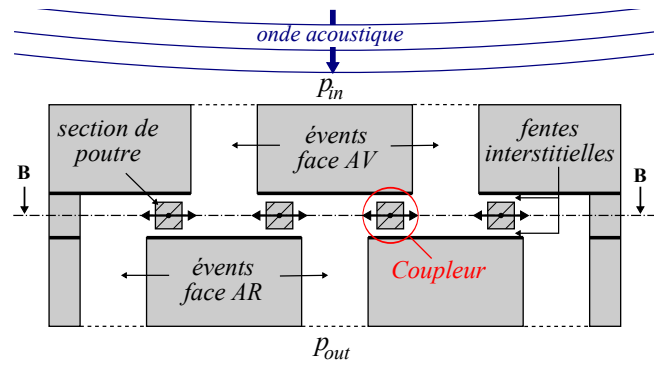 onde acoustique
p_in
section de
poutre
évents
face AV
fentes
interstitielles
B
B
évents
face AR
Coupleur
p_out